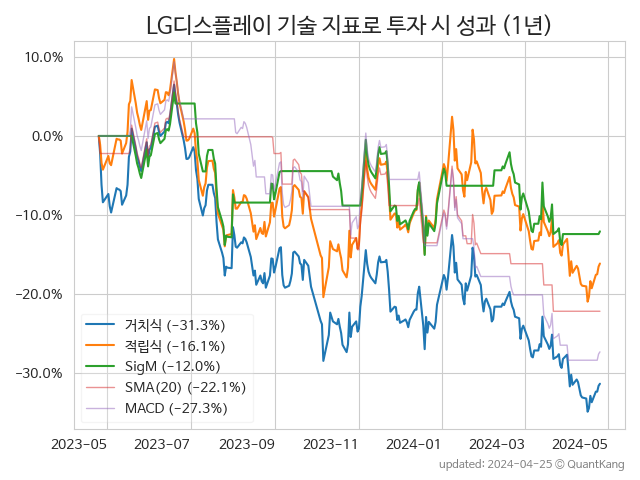 LG디스플레이 기술 지표로 투자 시 성과 (1년)
10.0%
0.0%
−10.0%
−20.0%
−30.0%
거치식 (−31.3%)
적립식 (−16.1%)
SigM (−12.0%)
SMA(20) (−22.1%)
MACD (−27.3%)
2023-05 2023-07 2023-09 2023-11 2024-01 2024-03 2024-05
updated: 2024-04-25 © QuantKang